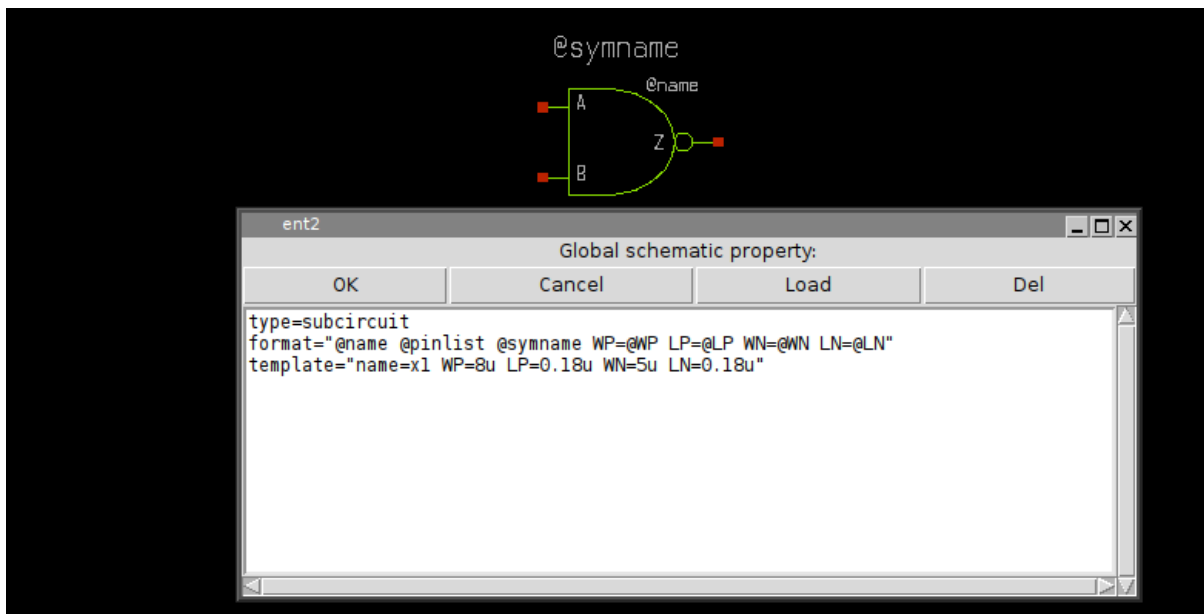 @symname
@name
A
Z
B
ent2
Global schematic property:
OK Cancel Load Del
type=subcircuit
format="@name @pinlist @symname WP=@WP LP=@LP WN=@WN LN=@LN"
template="name=x1 WP=8u LP=0.18u WN=5u LN=0.18u"